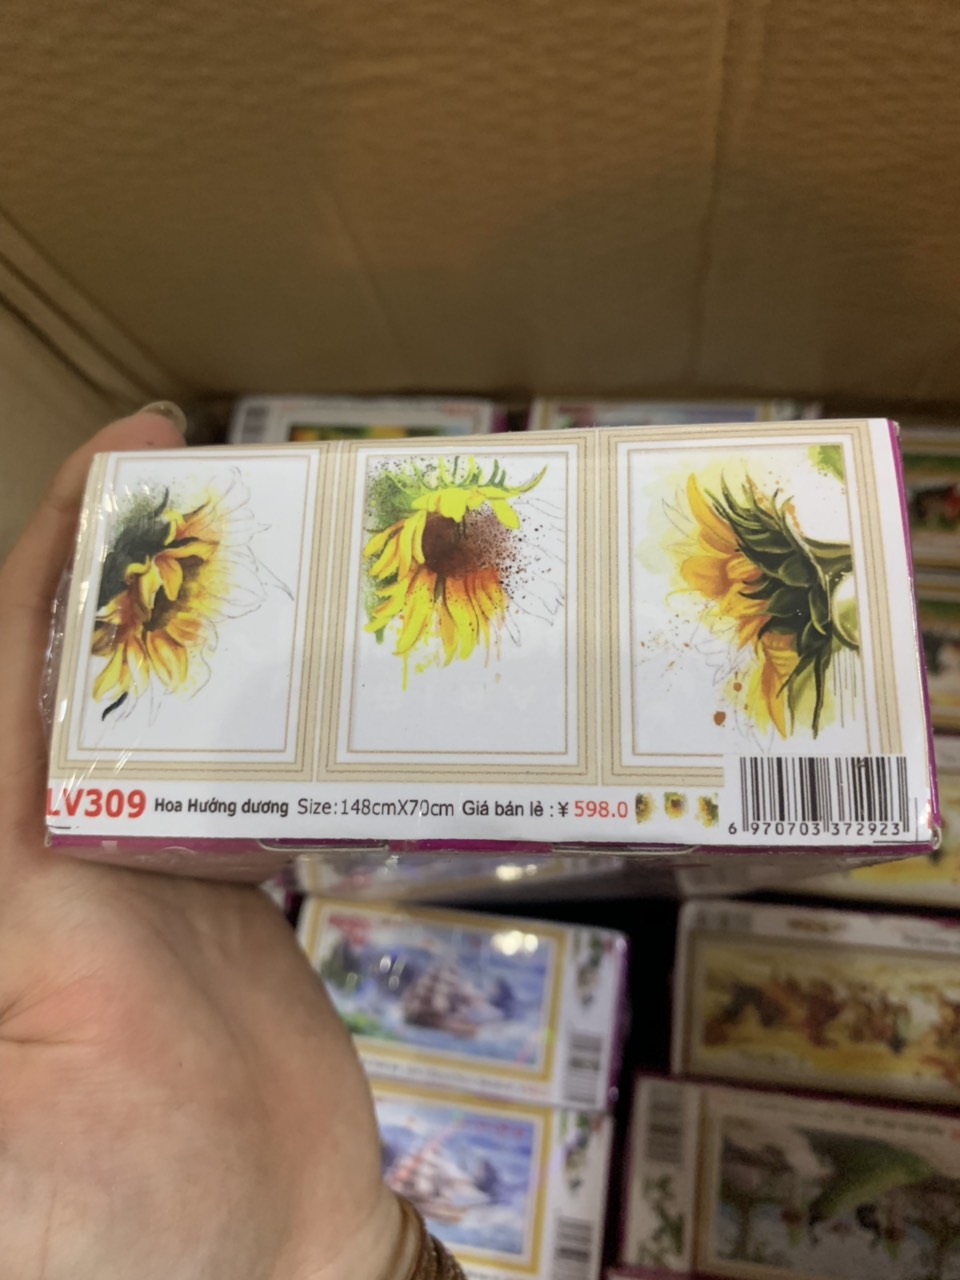 LV309 Hoa Hướng dương Size:148cmX70cm Giá bán lẻ : ¥ 598.0
6 970703 372923